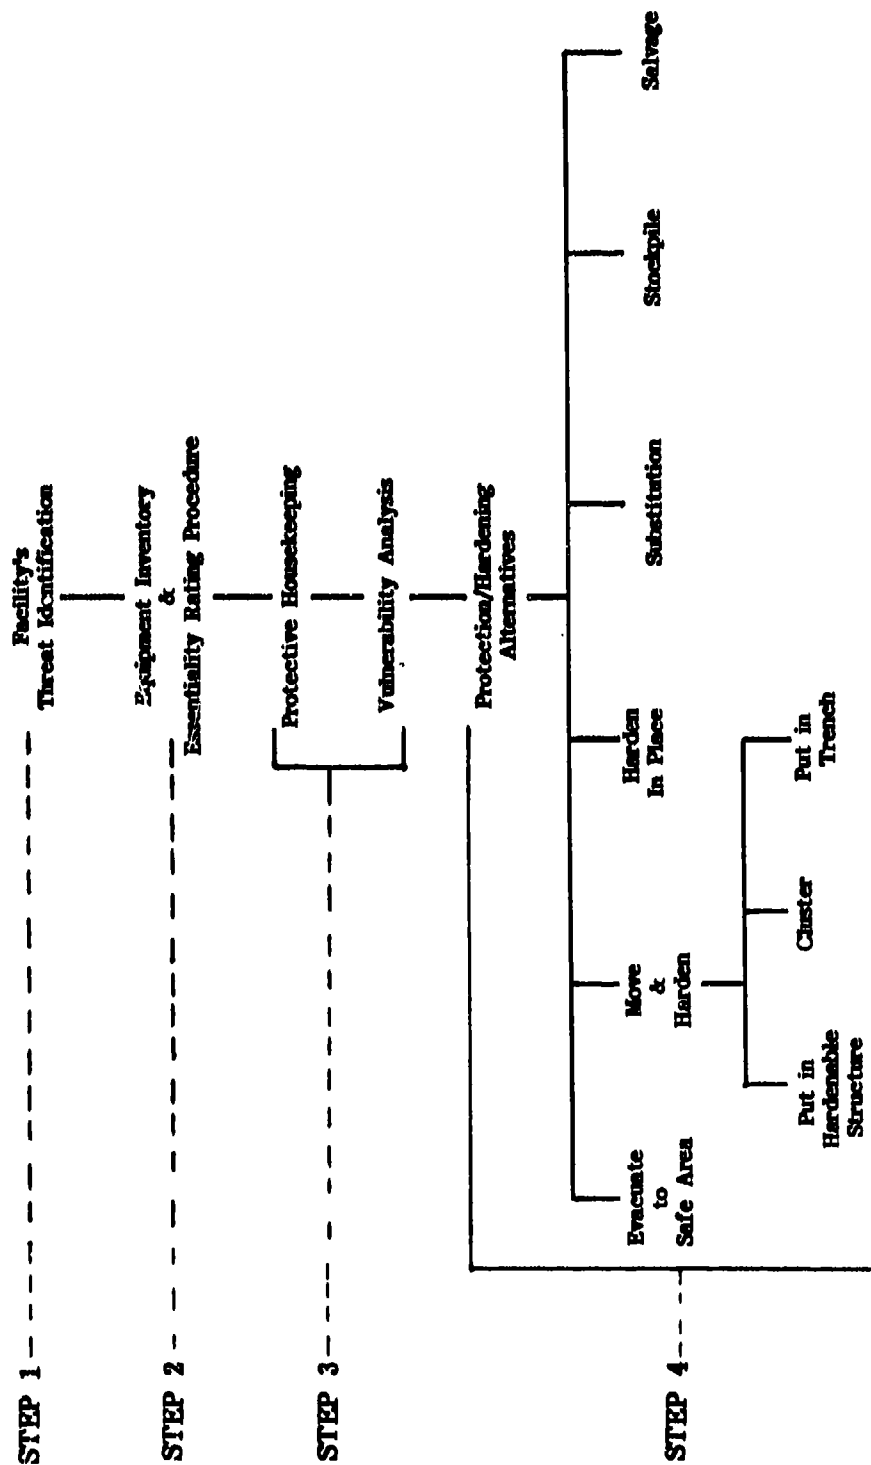 STEP 1
Facility's
Threat Identification
STEP 2
Equipment Inventory
&
Essentiality Rating Procedure
STEP 3
Protective Housekeeping
Vulnerability Analysis
STEP 4
Protection/Hardening
Alternatives
Evacuate
to
Safe Area
Move
&
Harden
Harden
In Place
Substitution
Stockpile
Salvage
Put in
Hardenable
Structure
Cluster
Put in
Trench